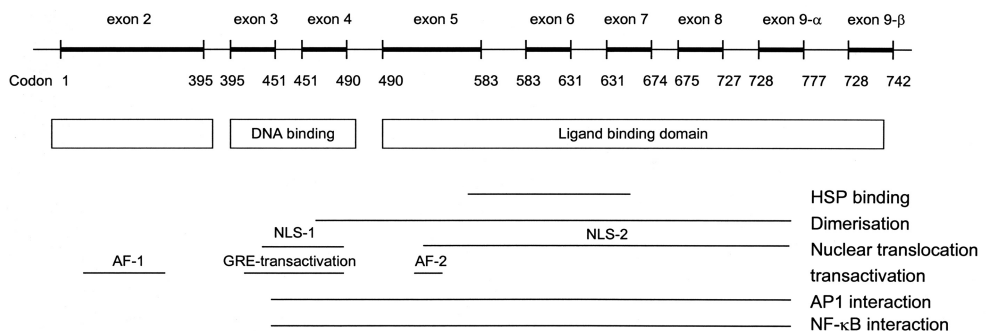 exon 2 exon 3 exon 4 exon 5 exon 6 exon 7 exon 8 exon 9-α exon 9-β
Codon 1 395 395 451 451 490 490 583 583 631 631 674 675 727 728 777 728 742
DNA binding Ligand binding domain
HSP binding
Dimerisation
NLS-1 NLS-2
Nuclear translocation
AF-1 GRE-transactivation AF-2
transactivation
AP1 interaction
NF-κB interaction